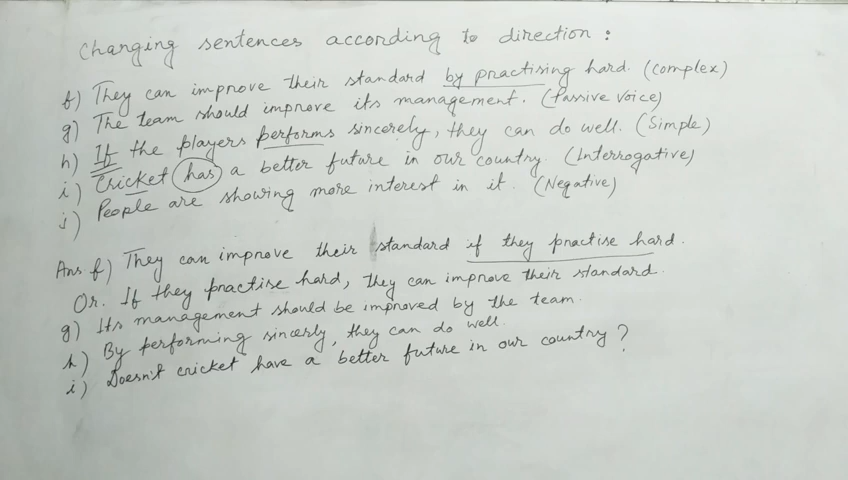 Changing sentences according to direction :
f) They can improve their standard by practising hard. (Complex)
g) The team should improve its management. (Passive Voice)
h) If the players performs sincerely, they can do well. (Simple)
i) Cricket has a better future in our country. (Interrogative)
j) People are showing more interest in it. (Negative)
Ans f) They can improve their standard if they practise hard.
Or. If they practise hard, they can improve their standard.
g) Its management should be improved by the team.
h) By performing sincerly, they can do well.
i) Doesn't cricket have a better future in our country ?